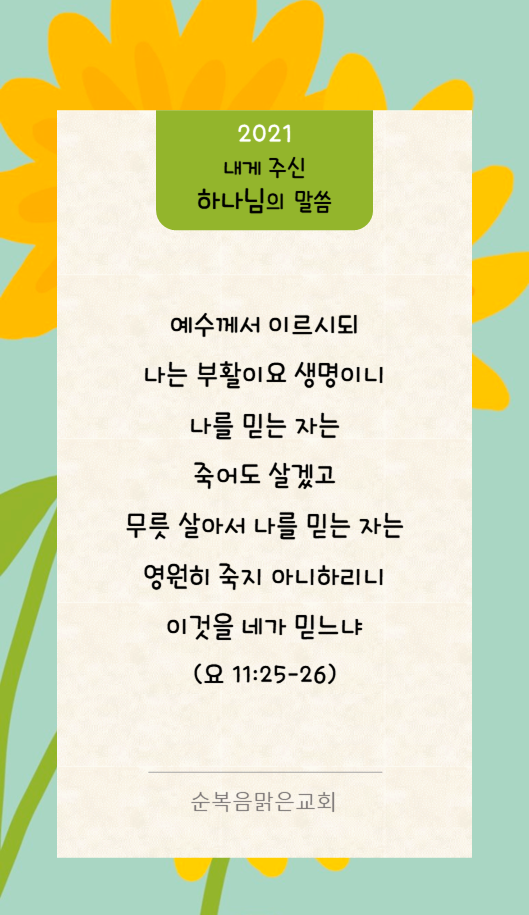 2021
내게 주신
하나님의 말씀
예수께서 이르시되
나는 부활이요 생명이니
나를 믿는 자는
죽어도 살겠고
무릇 살아서 나를 믿는 자는
영원히 죽지 아니하리니
이것을 네가 믿느냐
(요 11:25-26)
순복음맑은교회